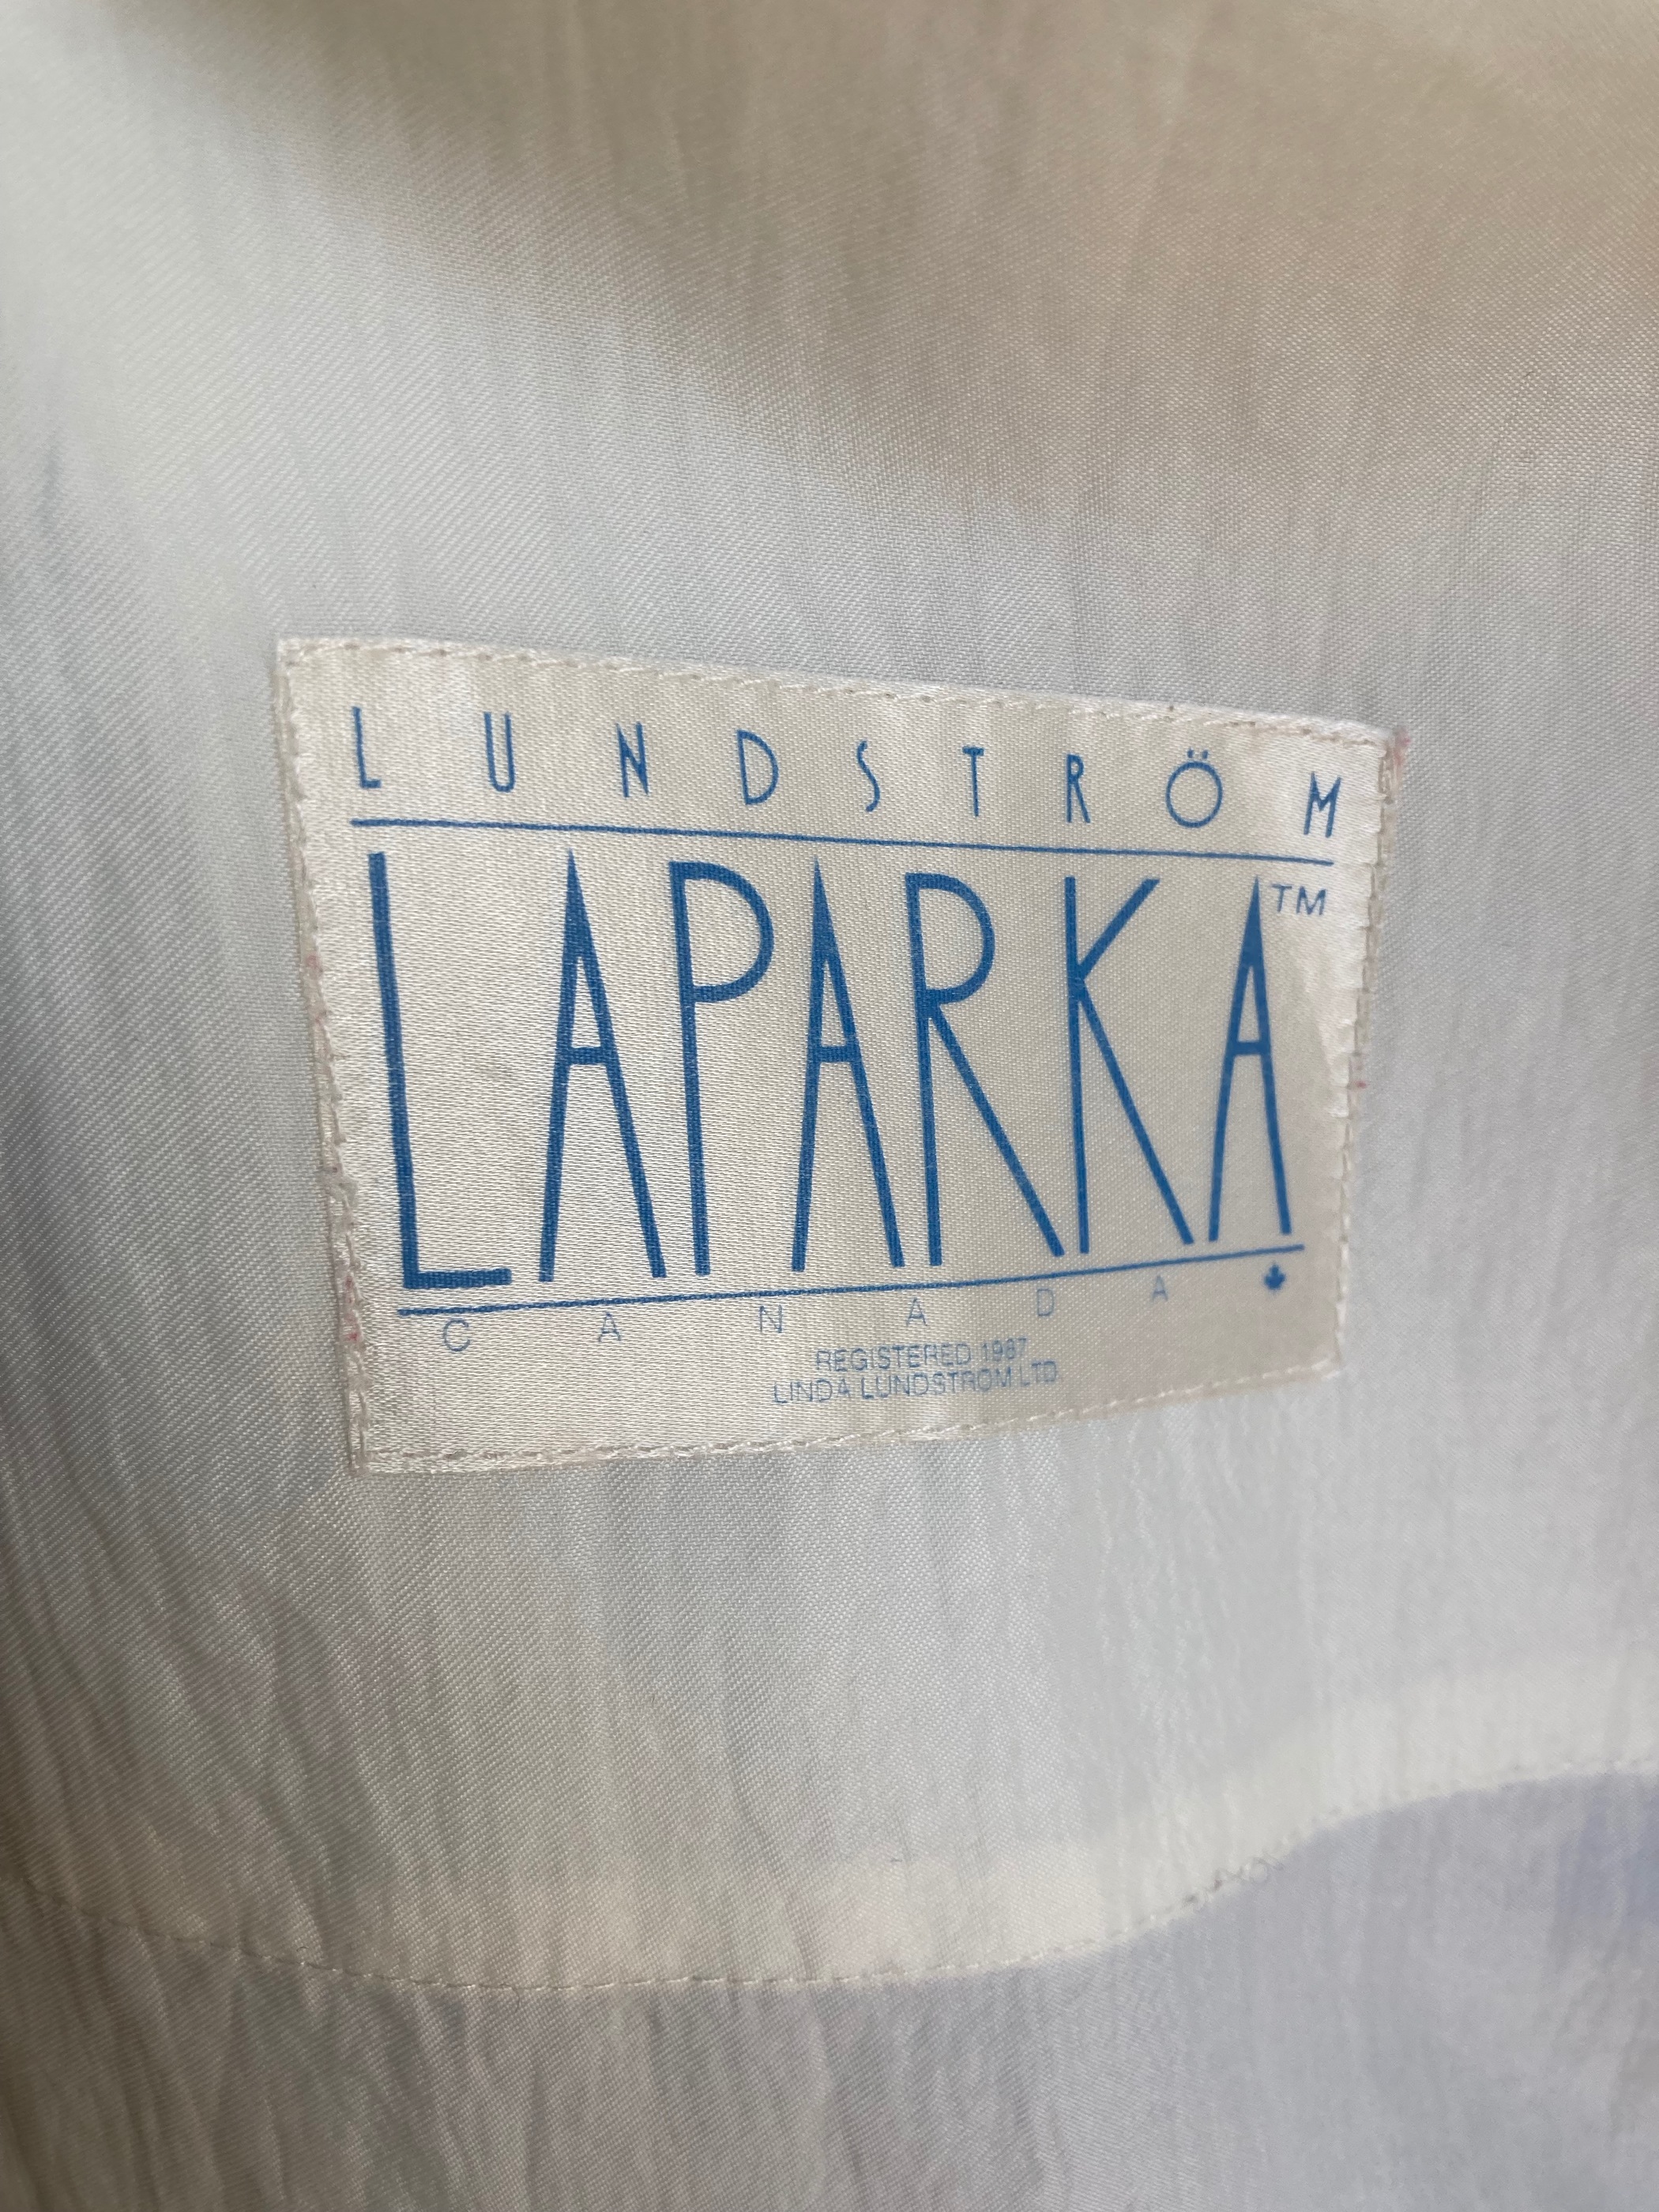 LUNDSTRÖM
LAPARKA™
CANADA
REGISTERED 1987
LINDA LUNDSTROM LTD.